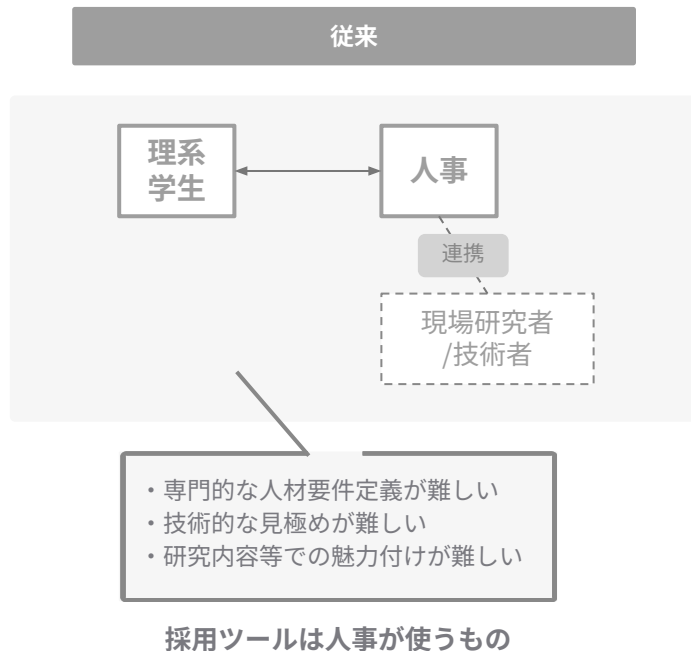 従来
理系
学生
人事
連携
現場研究者
/技術者
・専門的な人材要件定義が難しい
・技術的な見極めが難しい
・研究内容等での魅力付けが難しい
採用ツールは人事が使うもの